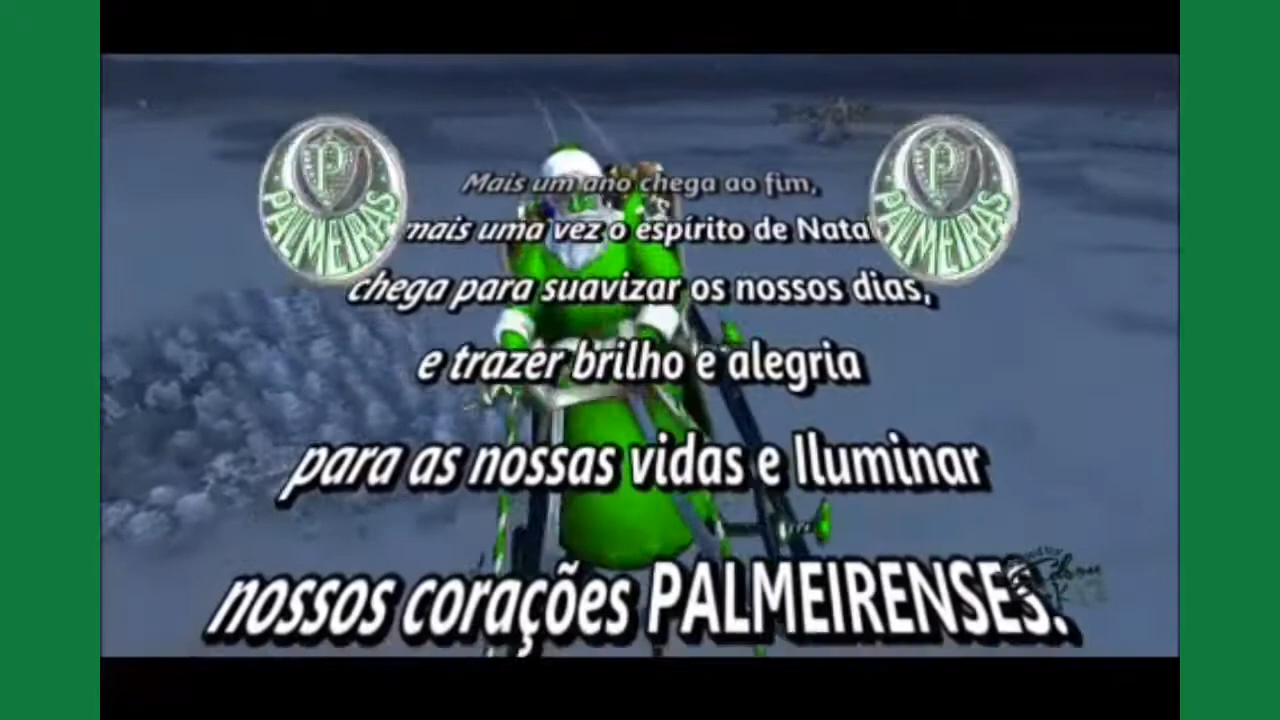 PALMEIRAS
PALMEIRAS
Mais um ano chega ao fim,
mais uma vez o espírito de Natal
chega para suavizar os nossos dias,
e trazer brilho e alegria
para as nossas vidas e Iluminar
nossos corações PALMEIRENSES.